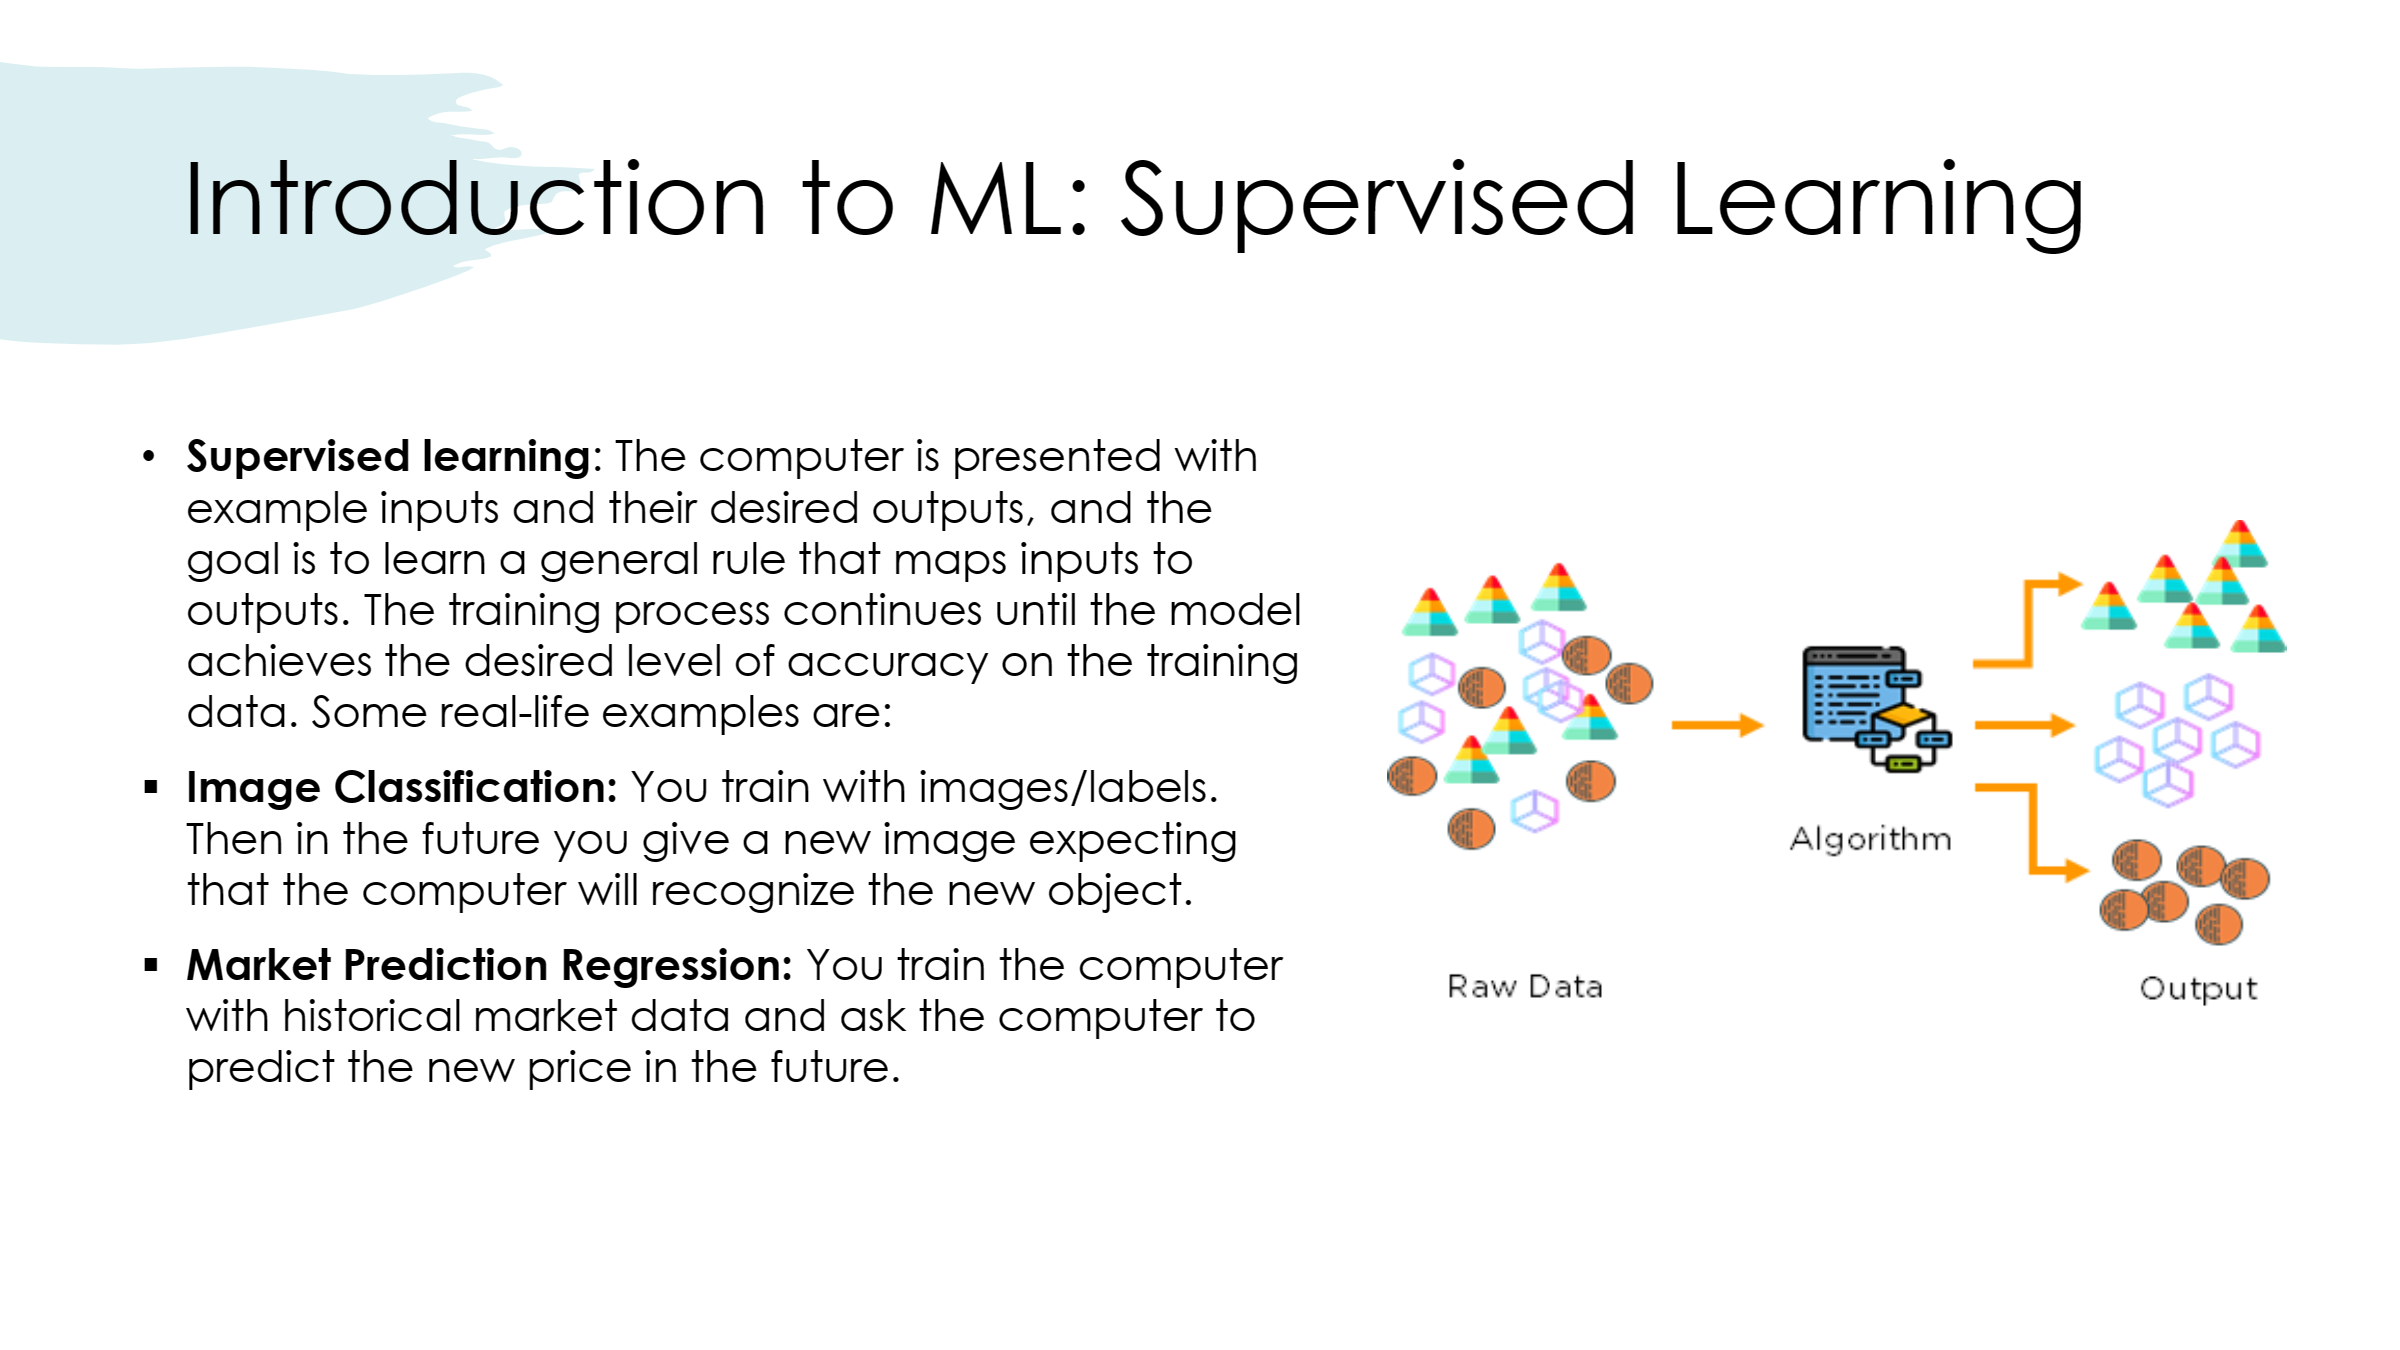 Introduction to ML: Supervised Learning
• Supervised learning: The computer is presented with
example inputs and their desired outputs, and the
goal is to learn a general rule that maps inputs to
outputs. The training process continues until the model
achieves the desired level of accuracy on the training
data. Some real-life examples are:
▪ Image Classification: You train with images/labels.
Then in the future you give a new image expecting
that the computer will recognize the new object.
▪ Market Prediction Regression: You train the computer
with historical market data and ask the computer to
predict the new price in the future.
Raw Data
Algorithm
Output